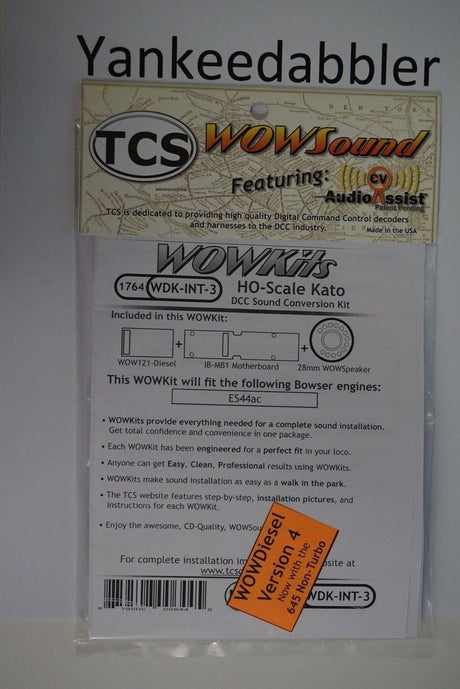 Yankeedabbler
TCS WOWSound
Featuring: CV
AudioAssist
Patent Pending
TCS is dedicated to providing high quality Digital Command Control decoders
and harnesses to the DCC industry.
Made in the USA
WOWKits
1764 WDK-INT-3 HO-Scale Kato
DCC Sound Conversion Kit
Included in this WOWKit:
+ +
WOW121-Diesel IB-MB1 Motherboard 28mm WOWSpeaker
This WOWKit will fit the following Bowser engines:
ES44ac
• WOWKits provide everything needed for a complete sound installation.
Get total confidence and convenience in one package.
• Each WOWKit has been engineered for a perfect fit in your loco.
• Anyone can get Easy, Clean, Professional results using WOWKits.
• WOWKits make sound installation as easy as a walk in the park.
• The TCS website features step-by-step, installation pictures, and
instructions for each WOWKit.
• Enjoy the awesome, CD-Quality, WOWSou
For complete installation in site at
www.tcsd
WOWDiesel
Version 4
Now with the
645 Non-Turbo
WDK-INT-3